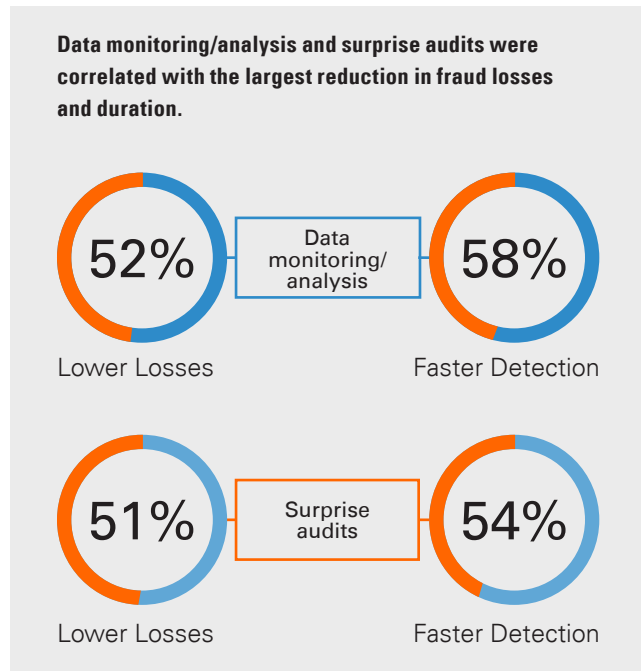 Data monitoring/analysis and surprise audits were
correlated with the largest reduction in fraud losses
and duration.
52%
Data
monitoring/
analysis
58%
Lower Losses
Faster Detection
51%
Surprise
audits
54%
Lower Losses
Faster Detection